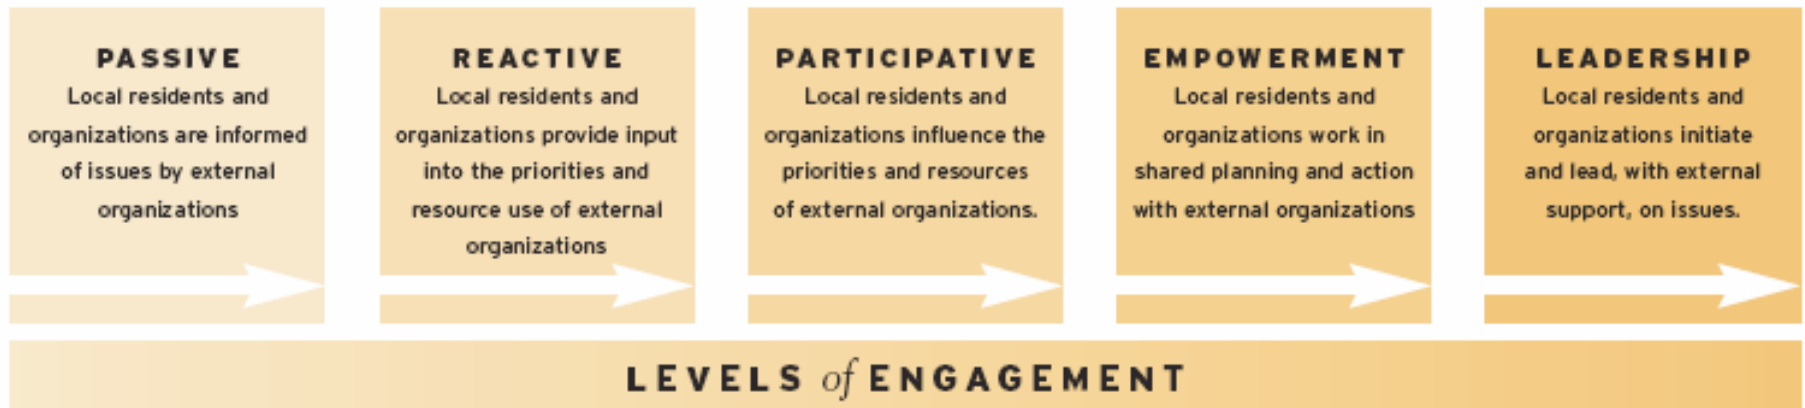 PASSIVE
Local residents and
organizations are informed
of issues by external
organizations
REACTIVE
Local residents and
organizations provide input
into the priorities and
resource use of external
organizations
PARTICIPATIVE
Local residents and
organizations influence the
priorities and resources
of external organizations.
EMPOWERMENT
Local residents and
organizations work in
shared planning and action
with external organizations
LEADERSHIP
Local residents and
organizations initiate
and lead, with external
support, on issues.
LEVELS of ENGAGEMENT